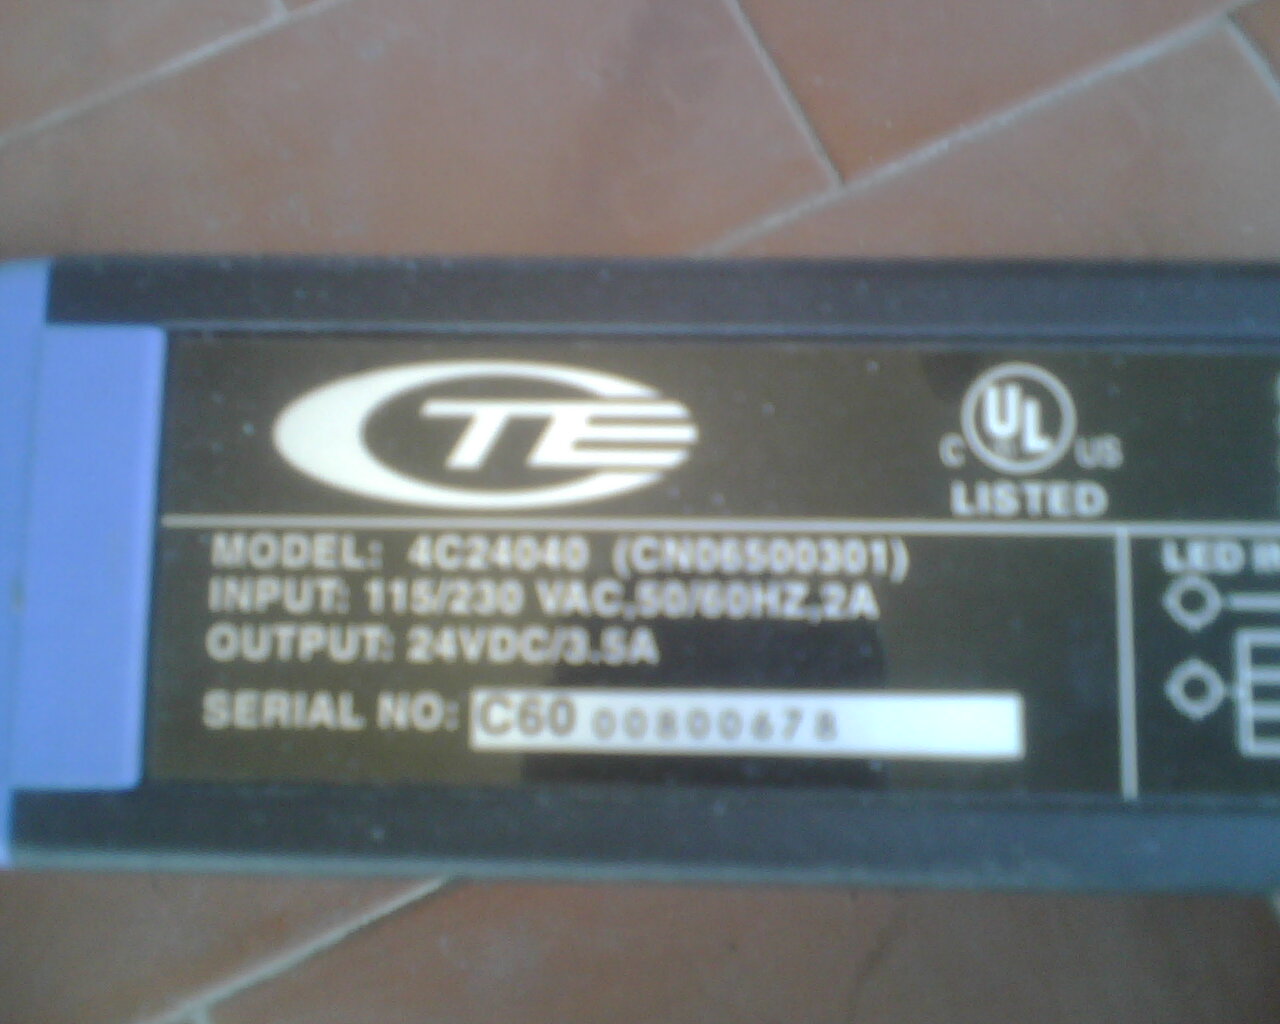 CTE
C UL US
LISTED
MODEL: 4C24040 (CN06500301)
INPUT: 115/230 VAC,50/60HZ,2A
OUTPUT: 24VDC/3.5A
SERIAL NO: C60 00800678
LED